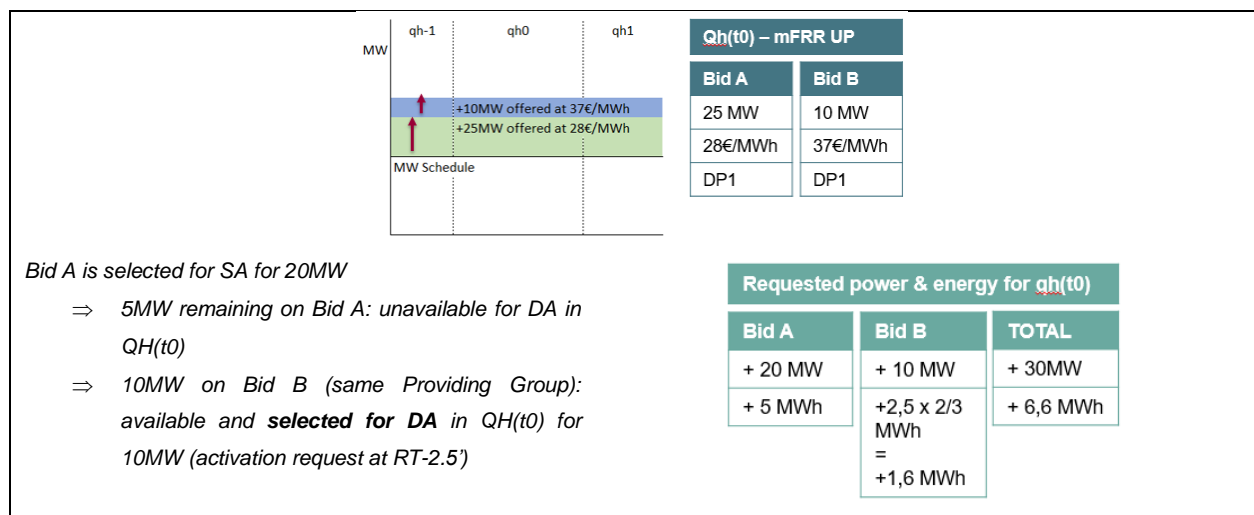 qh-1 qh0 qh1
MW
+10MW offered at 37€/MWh
+25MW offered at 28€/MWh
MW Schedule
Qh(t0) – mFRR UP
Bid A Bid B
25 MW 10 MW
28€/MWh 37€/MWh
DP1 DP1
Bid A is selected for SA for 20MW
⇒ 5MW remaining on Bid A: unavailable for DA in
QH(t0)
⇒ 10MW on Bid B (same Providing Group):
available and selected for DA in QH(t0) for
10MW (activation request at RT-2.5')
Requested power & energy for qh(t0)
Bid A Bid B TOTAL
+ 20 MW + 10 MW + 30MW
+ 5 MWh +2,5 x 2/3 + 6,6 MWh
MWh
=
+1,6 MWh